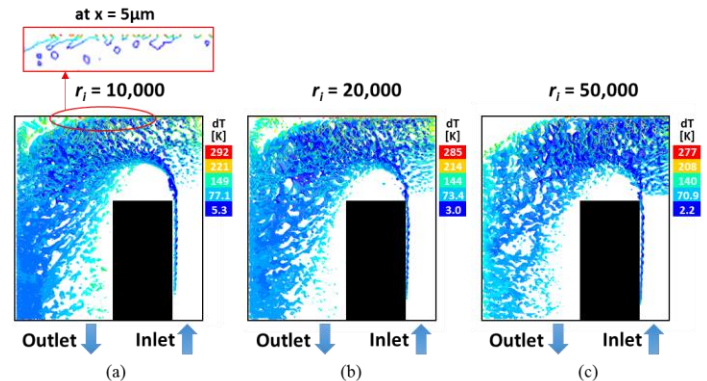 at x = 5μm
r_i = 10,000
r_i = 20,000
r_i = 50,000
dT
[K]
292
221
149
77.1
5.3
dT
[K]
285
214
144
73.4
3.0
dT
[K]
277
208
140
70.9
2.2
Outlet Inlet
Outlet Inlet
Outlet Inlet
(a)
(b)
(c)